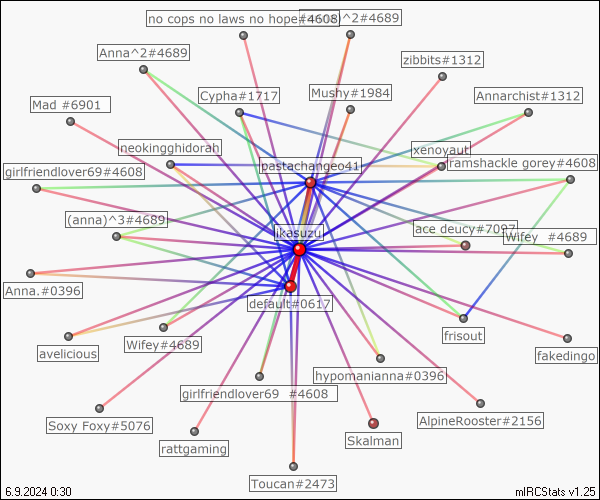 no cops no laws no hope#4608
)^2#4689
Anna^2#4689
zibbits#1312
Cypha#1717
Mushy#1984
Annarchist#1312
Mad #6901
neokingghidorah
xenoyaut
pastachangeo41
ramshackle gorey#4608
girlfriendlover69#4608
(anna)^3#4689
ikasuzu
ace deucy#7097
Wifey #4689
Anna.#0396
default#0617
avelicious
Wifey#4689
frisout
fakedingo
hypomanianna#0396
girlfriendlover69 #4608
Soxy Foxy#5076
AlpineRooster#2156
rattgaming
Skalman
Toucan#2473
6.9.2024 0:30
mIRCStats v1.25